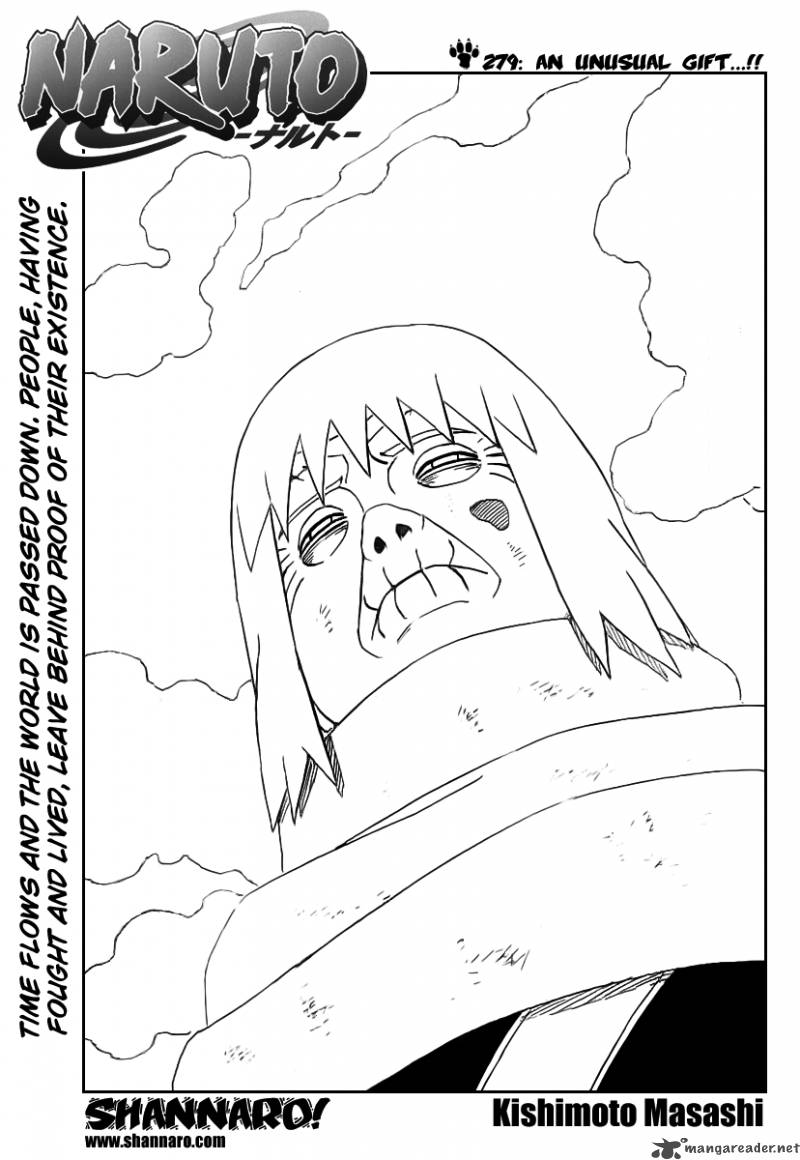 NARUTO
-ナルト-
279: AN UNUSUAL GIFT...!!
TIME FLOWS AND THE WORLD IS PASSED DOWN. PEOPLE, HAVING
FOUGHT AND LIVED, LEAVE BEHIND PROOF OF THEIR EXISTENCE.
SHANNARO!
www.shannaro.com
Kishimoto Masashi
mangareader.net